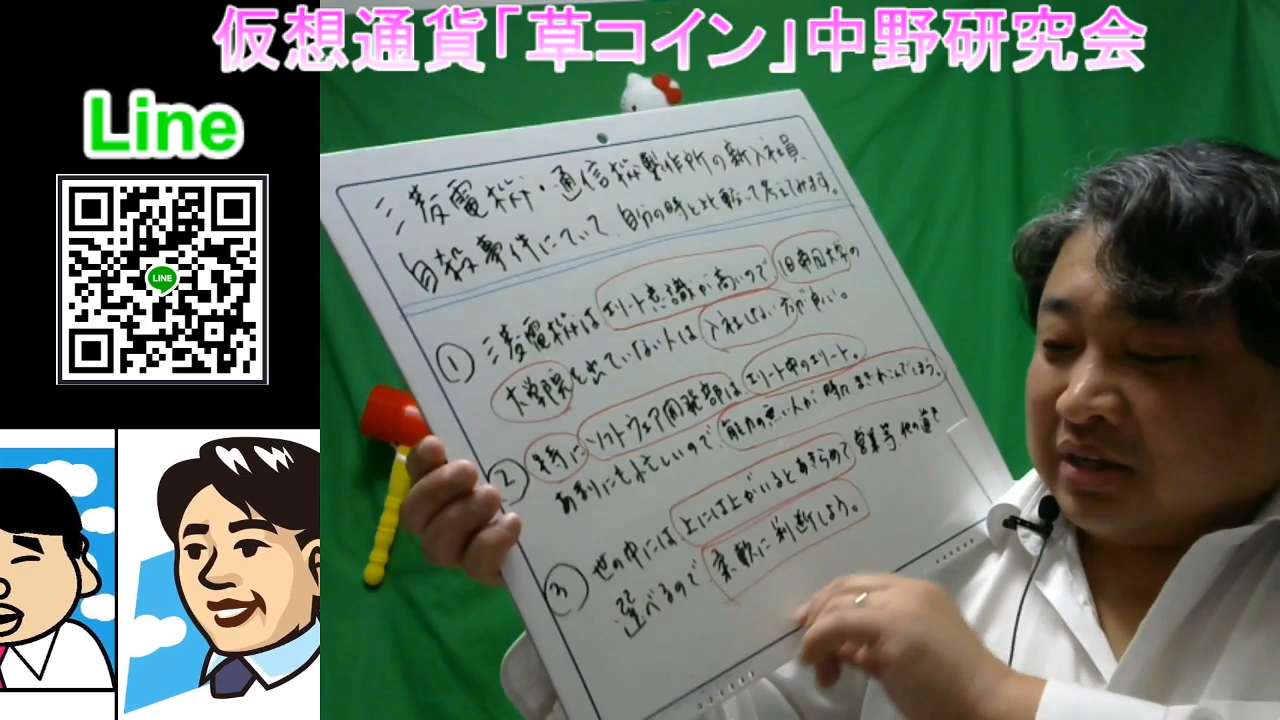 仮想通貨「草コイン」中野研究会
Line
LINE
三菱電機・通信機製作所の新入社員
自殺事件について、自分の時と比較して考えてみます。
① 三菱電機はエリート意識が高いので旧帝国大学の
大学院を出ていない人は入社しない方が良い。
② 特にソフトウェア開発部は、エリート中のエリート。
あまりにも忙しいので、能力の悪い人が時にまぎれこんでしまう。
③ 世の中には上には上がいるとあきらめて営業等他の道も
選べるので柔軟に判断しよう。